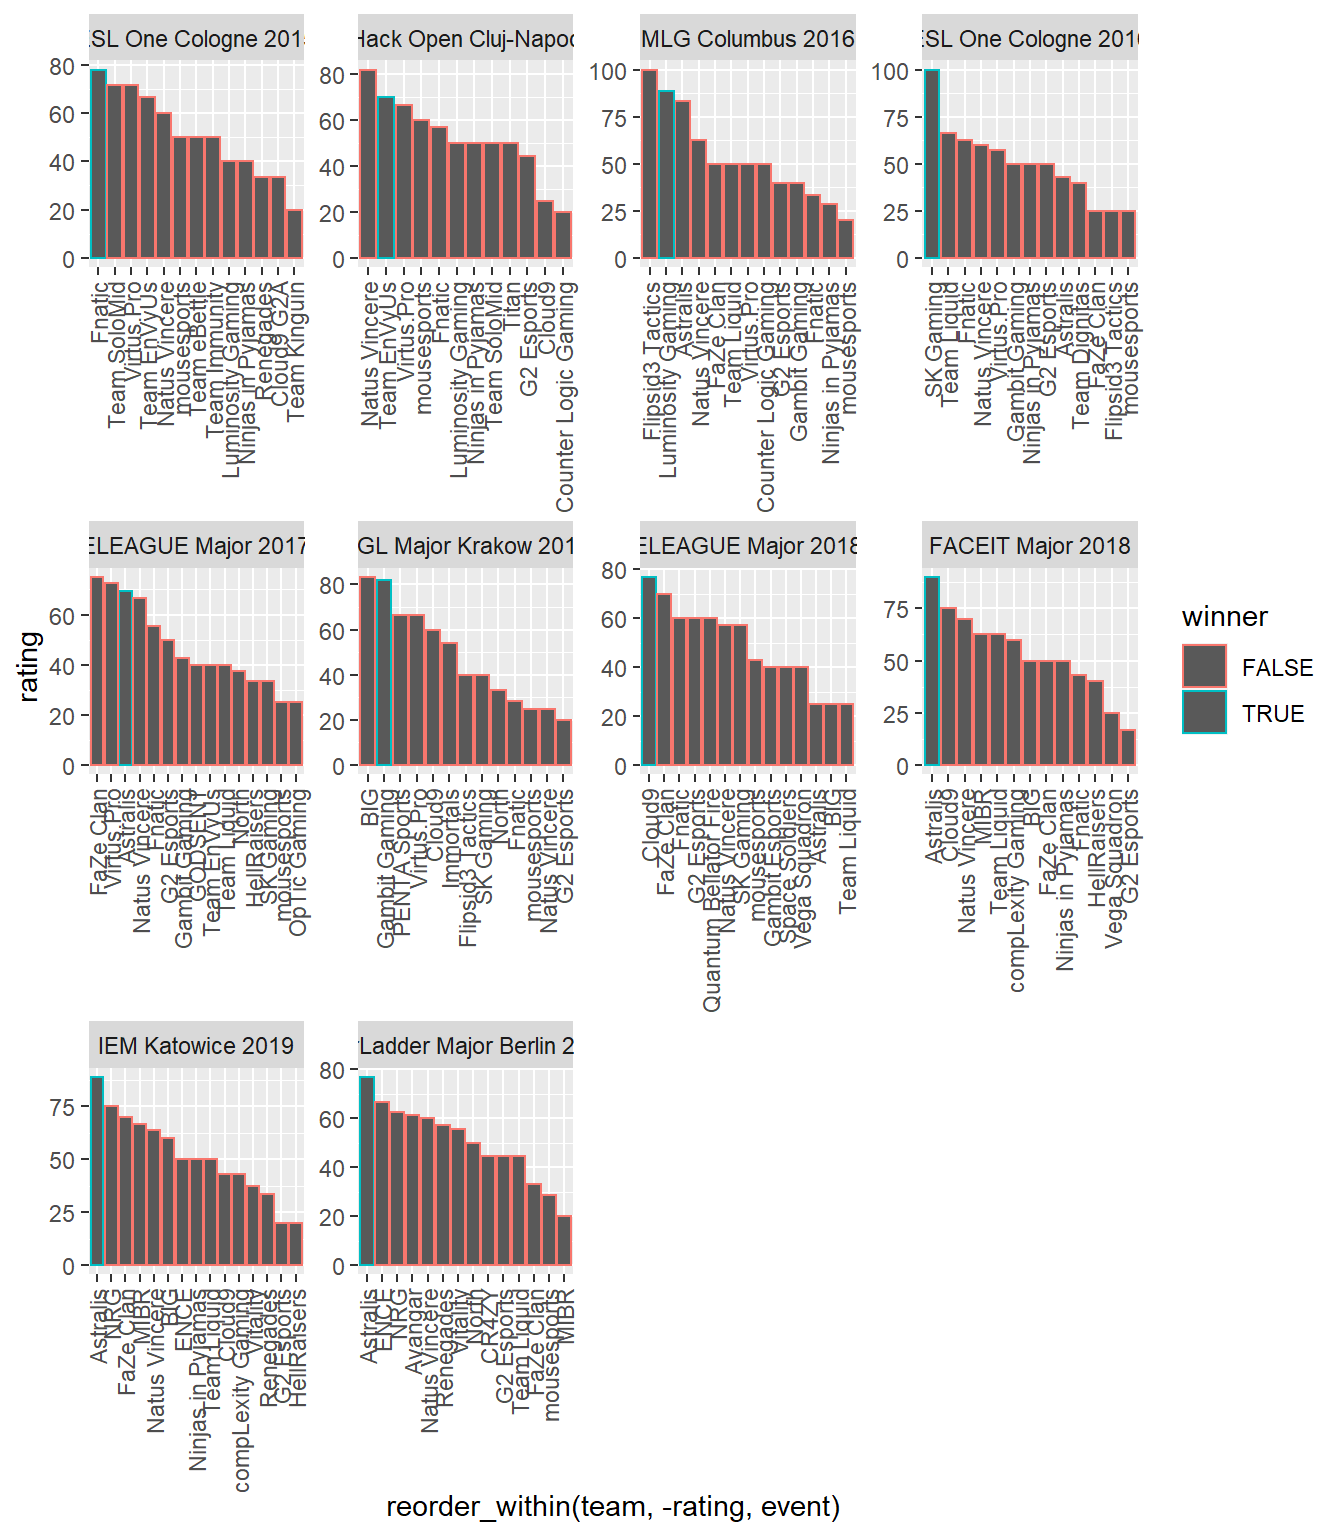 ESL One Cologne 2015
Hack Open Cluj-Napoc
MLG Columbus 2016
ESL One Cologne 2016
80
60
40
20
0
80
60
40
20
0
100
75
50
25
0
100
75
50
25
0
Fnatic
Team SoloMid
Virtus.Pro
Team EnVyUs
Natus Vincere
mousesports
Team eBettle
Team Immunity
Luminosity Gaming
Ninjas in Pyjamas
Renegades
Cloud9 G2A
Team Kinguin
Natus Vincere
Team EnVyUs
Virtus.Pro
mousesports
Fnatic
Luminosity Gaming
Ninjas in Pyjamas
Team SoloMid
Titan
G2 Esports
Cloud9
Counter Logic Gaming
Flipsid3 Tactics
Luminosity Gaming
Astralis
Natus Vincere
FaZe Clan
Team Liquid
Virtus.Pro
Counter Logic Gaming
G2 Esports
Gambit Gaming
Fnatic
Ninjas in Pyjamas
mousesports
SK Gaming
Team Liquid
Fnatic
Natus Vincere
Virtus.Pro
Gambit Gaming
Ninjas in Pyjamas
G2 Esports
Astralis
Team Dignitas
FaZe Clan
Flipsid3 Tactics
mousesports
ELEAGUE Major 2017
GL Major Krakow 201
ELEAGUE Major 2018
FACEIT Major 2018
60
40
20
0
80
60
40
20
0
80
60
40
20
0
75
50
25
0
FaZe Clan
Virtus.Pro
Astralis
Natus Vincere
Fnatic
G2 Esports
Gambit Gaming
GODSENT
Team EnVyUs
Team Liquid
North
HellRaisers
SK Gaming
mousesports
OpTic Gaming
BIG
Gambit Gaming
PENTA Sports
Virtus.Pro
Cloud9
Immortals
Flipsid3 Tactics
SK Gaming
North
Fnatic
mousesports
Natus Vincere
G2 Esports
Cloud9
FaZe Clan
Fnatic
G2 Esports
Quantum Bellator Fire
Natus Vincere
SK Gaming
mousesports
Gambit Esports
Space Soldiers
Vega Squadron
Astralis
BIG
Team Liquid
Astralis
Cloud9
Natus Vincere
MIBR
Team Liquid
compLexity Gaming
BIG
FaZe Clan
Ninjas in Pyjamas
Fnatic
HellRaisers
Vega Squadron
G2 Esports
IEM Katowice 2019
rLadder Major Berlin 2
75
50
25
0
80
60
40
20
0
Astralis
NRG
FaZe Clan
MIBR
Natus Vincere
BIG
ENCE
Ninjas in Pyjamas
Team Liquid
Cloud9
compLexity Gaming
Vitality
Renegades
G2 Esports
HellRaisers
Astralis
ENCE
NRG
Avangar
Natus Vincere
Renegades
Vitality
North
CR4ZY
G2 Esports
Team Liquid
FaZe Clan
mousesports
MIBR
rating
reorder_within(team, -rating, event)
winner
FALSE
TRUE